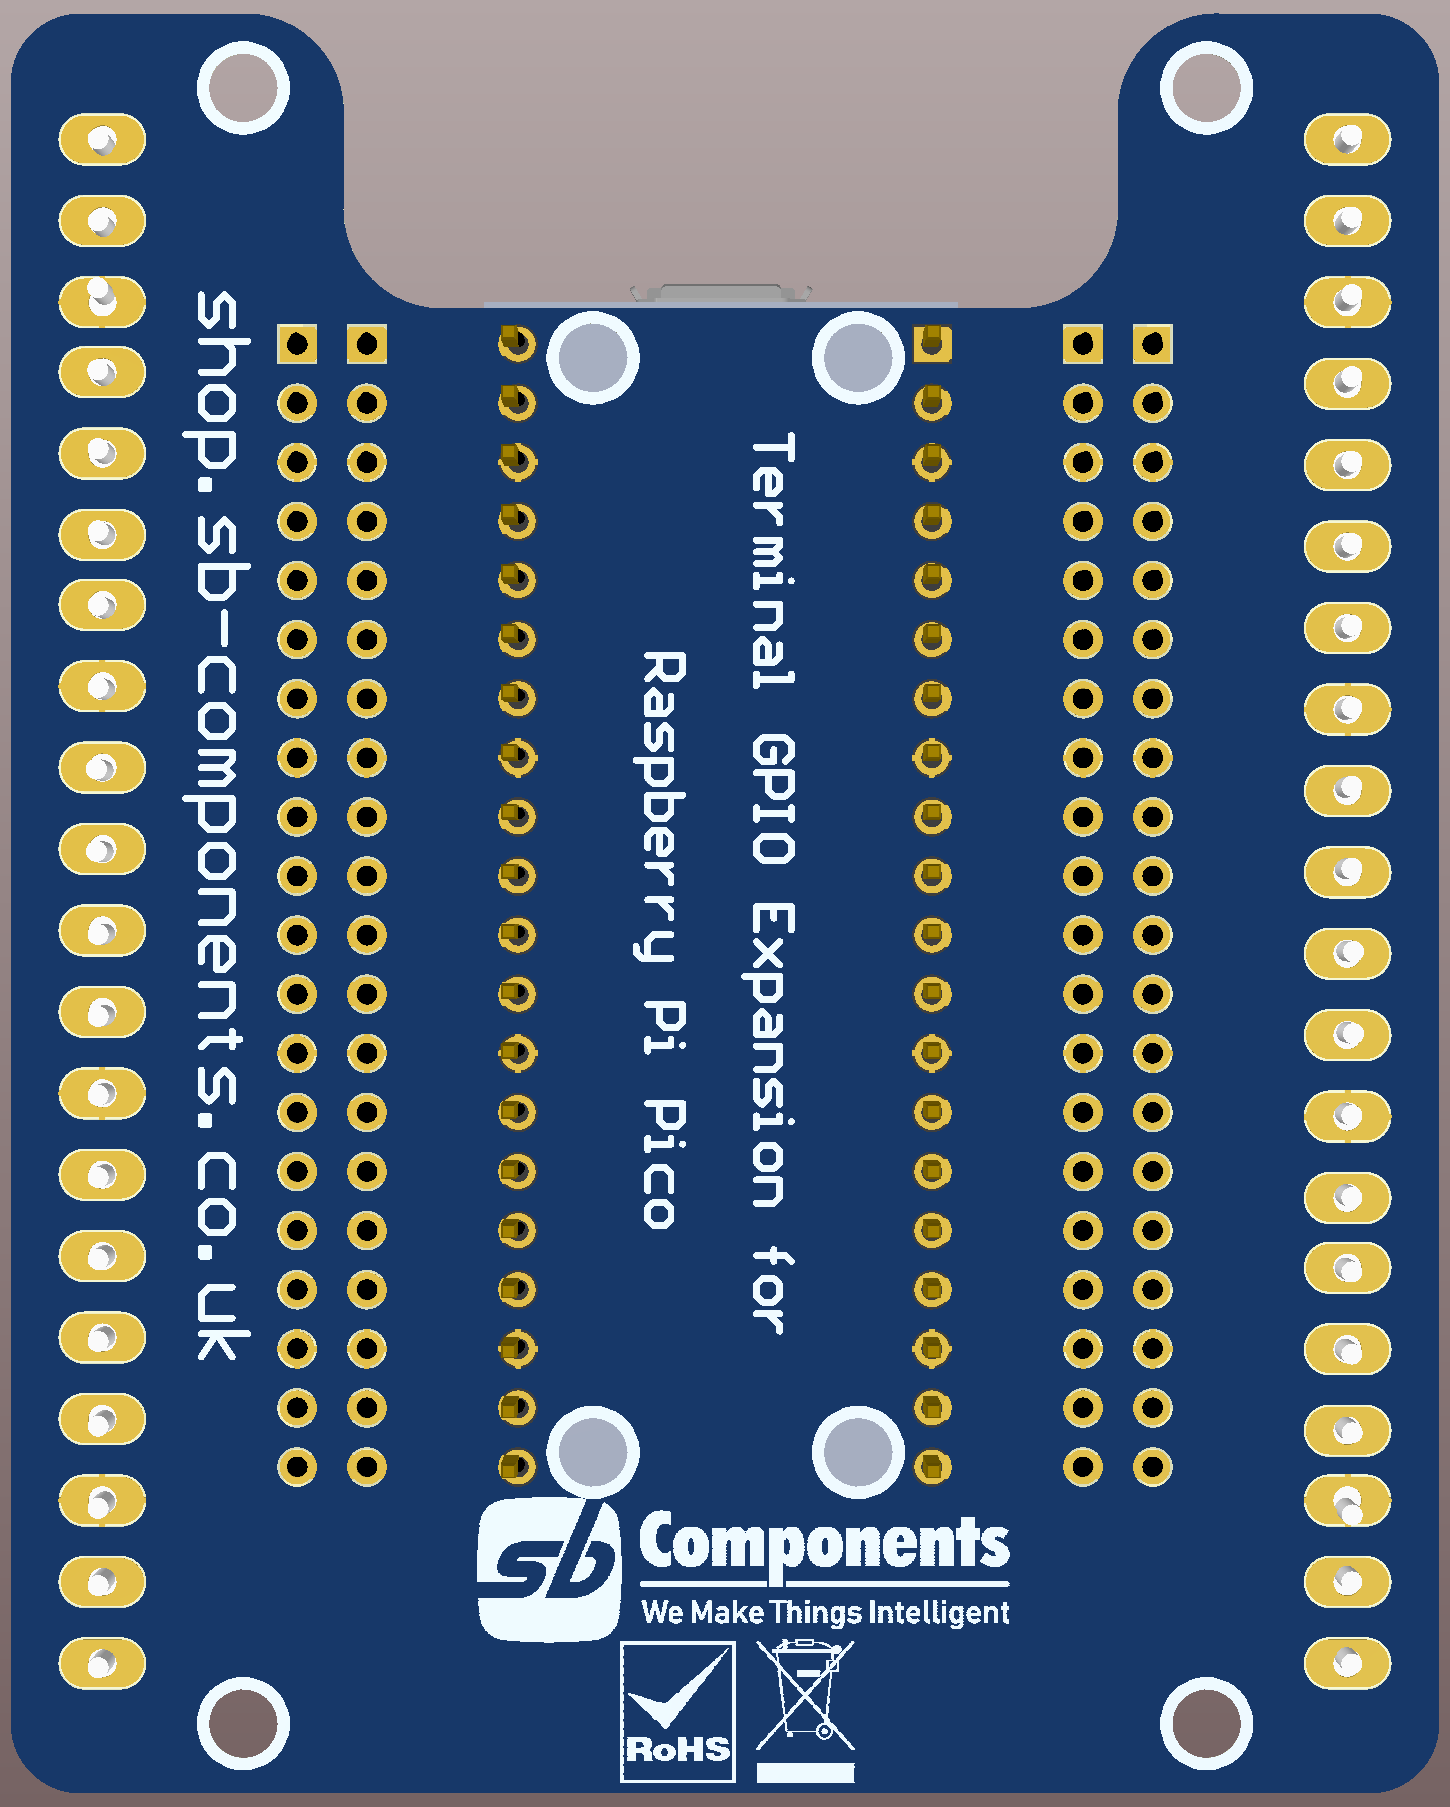 shop.sb-components.co.uk
Terminal GPIO Expansion for
Raspberry Pi Pico
sb
Components
We Make Things Intelligent
RoHS